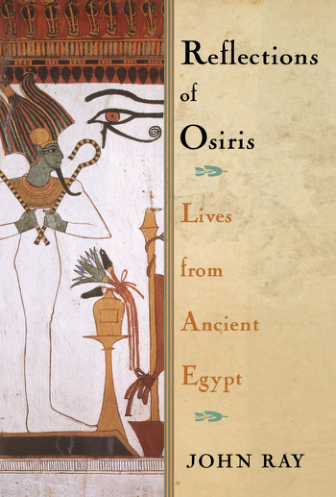 Reflections
of
Osiris
Lives
from
Ancient
Egypt
JOHN RAY